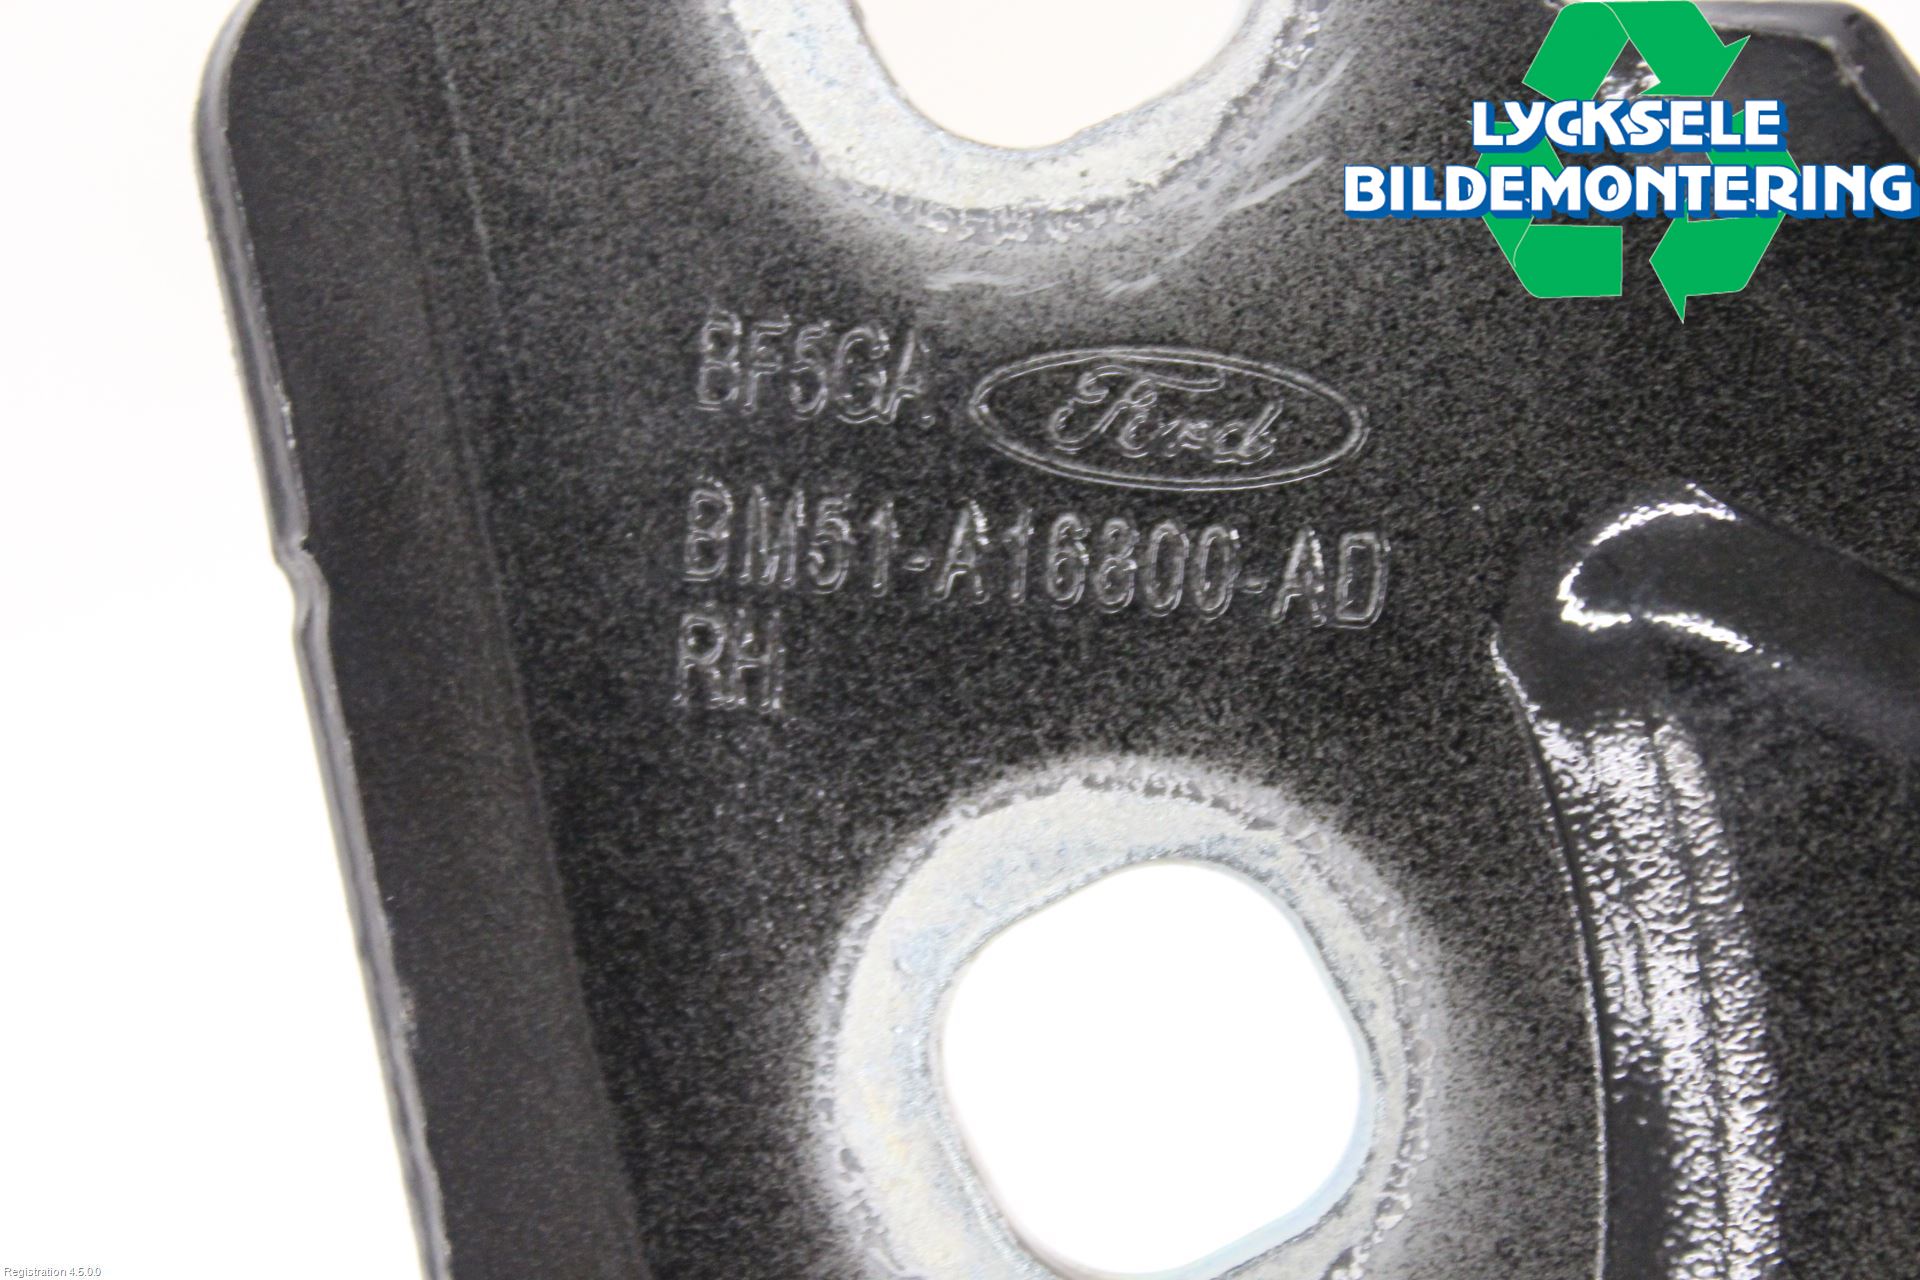 LYCKSELE
BILDEMONTERING
BF5GA Ford
BM51-A16800-AD
RH
Registration 4.5.0.0